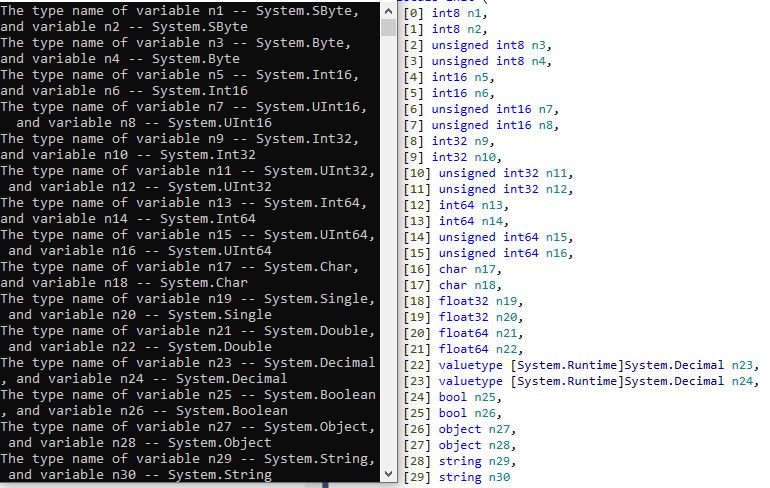 The type name of variable n1 -- System.SByte,
and variable n2 -- System.SByte
The type name of variable n3 -- System.Byte,
and variable n4 -- System.Byte
The type name of variable n5 -- System.Int16,
and variable n6 -- System.Int16
The type name of variable n7 -- System.UInt16,
and variable n8 -- System.UInt16
The type name of variable n9 -- System.Int32,
and variable n10 -- System.Int32
The type name of variable n11 -- System.UInt32,
and variable n12 -- System.UInt32
The type name of variable n13 -- System.Int64,
and variable n14 -- System.Int64
The type name of variable n15 -- System.UInt64,
and variable n16 -- System.UInt64
The type name of variable n17 -- System.Char,
and variable n18 -- System.Char
The type name of variable n19 -- System.Single,
and variable n20 -- System.Single
The type name of variable n21 -- System.Double,
and variable n22 -- System.Double
The type name of variable n23 -- System.Decimal
, and variable n24 -- System.Decimal
The type name of variable n25 -- System.Boolean
, and variable n26 -- System.Boolean
The type name of variable n27 -- System.Object,
and variable n28 -- System.Object
The type name of variable n29 -- System.String,
and variable n30 -- System.String
[0] int8 n1,
[1] int8 n2,
[2] unsigned int8 n3,
[3] unsigned int8 n4,
[4] int16 n5,
[5] int16 n6,
[6] unsigned int16 n7,
[7] unsigned int16 n8,
[8] int32 n9,
[9] int32 n10,
[10] unsigned int32 n11,
[11] unsigned int32 n12,
[12] int64 n13,
[13] int64 n14,
[14] unsigned int64 n15,
[15] unsigned int64 n16,
[16] char n17,
[17] char n18,
[18] float32 n19,
[19] float32 n20,
[20] float64 n21,
[21] float64 n22,
[22] valuetype [System.Runtime]System.Decimal n23,
[23] valuetype [System.Runtime]System.Decimal n24,
[24] bool n25,
[25] bool n26,
[26] object n27,
[27] object n28,
[28] string n29,
[29] string n30